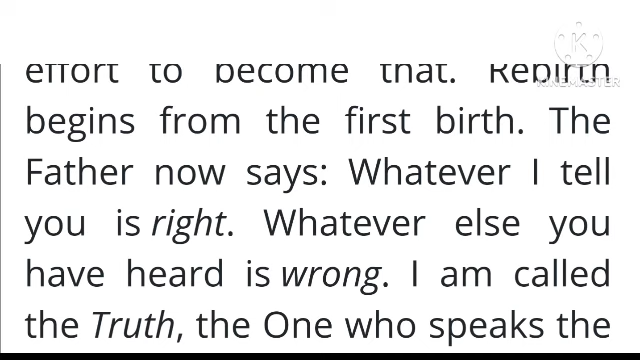 effort to become that. Rebirth
begins from the first birth. The
Father now says: Whatever I tell
you is right. Whatever else you
have heard is wrong. I am called
the Truth, the One who speaks the
KINEMASTER